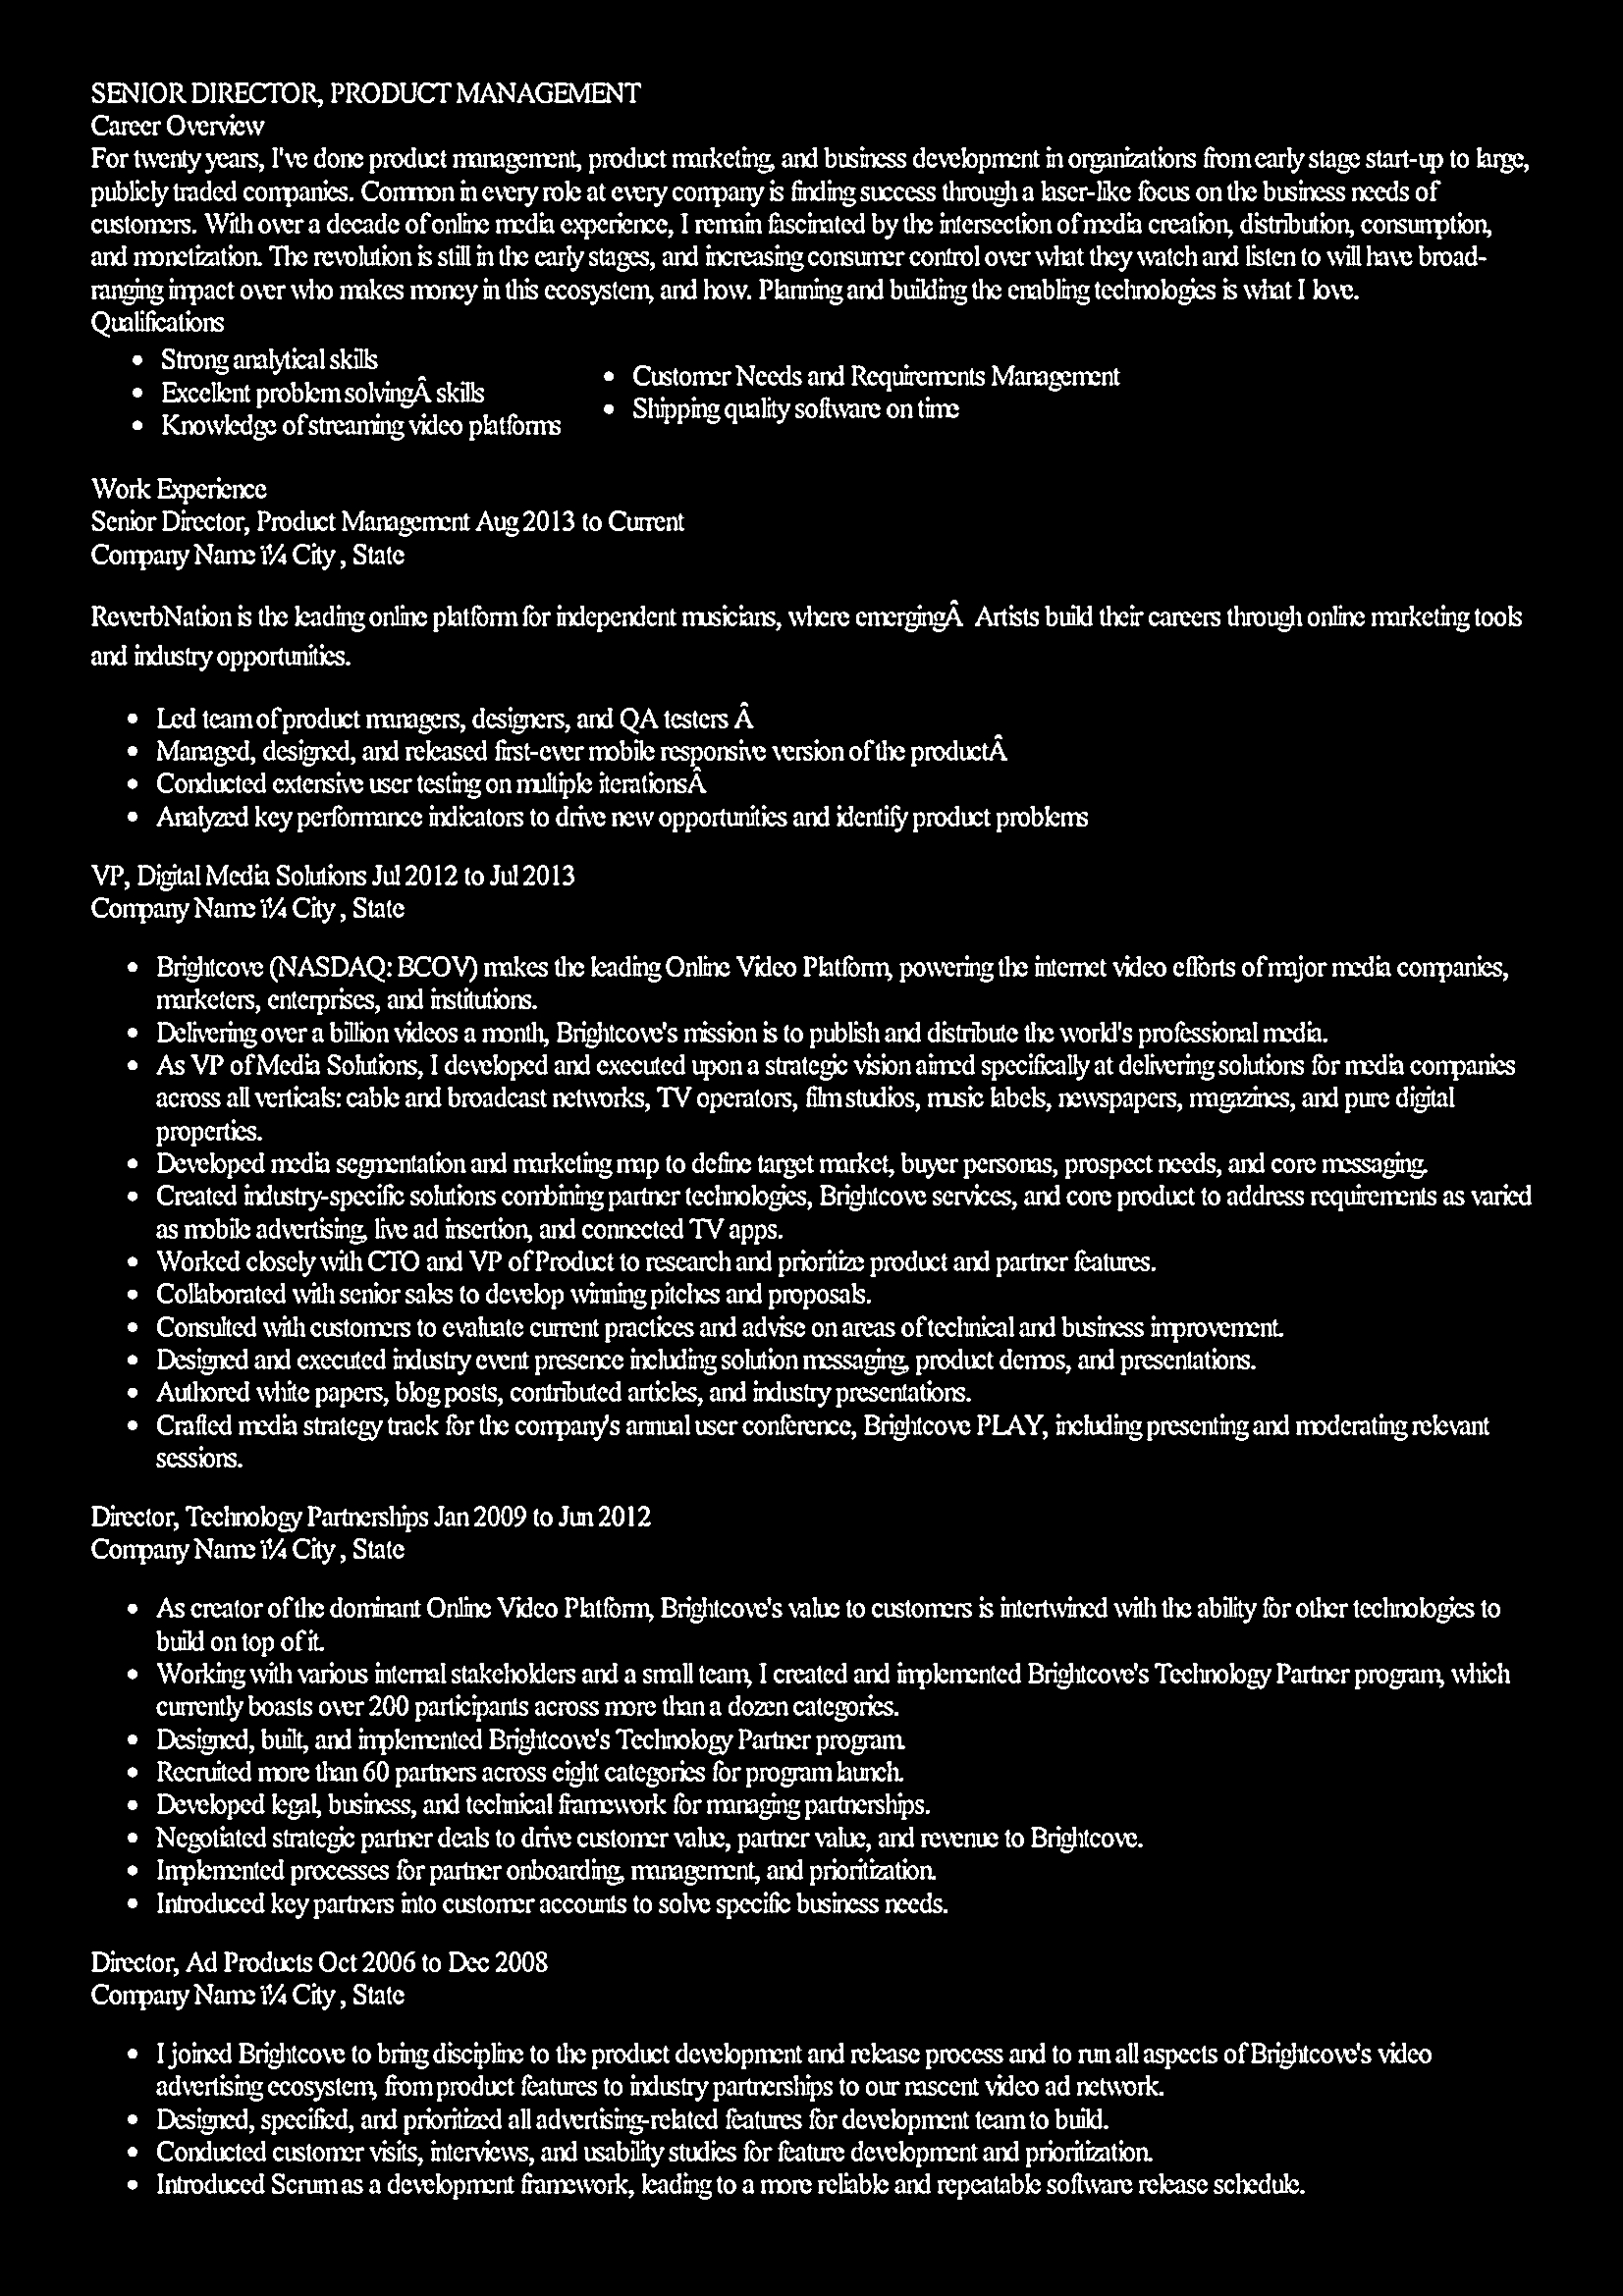 SENIOR DIRECTOR, PRODUCT MANAGEMENT
Career Overview
For twenty years, I've done product management, product marketing, and business development in organizations from early stage start-up to large,
publicly traded companies. Common in every role at every company is finding success through a laser-like focus on the business needs of
customers. With over a decade of online media experience, I remain fascinated by the intersection of media creation, distribution, consumption,
and monetization. The revolution is still in the early stages, and increasing consumer control over what they watch and listen to will have broad-
ranging impact over who makes money in this ecosystem, and how. Planning and building the enabling technologies is what I love.
Qualifications
• Strong analytical skills
• Excellent problem solvingÂ skills
• Knowledge of streaming video platforms
• Customer Needs and Requirements Management
• Shipping quality software on time
Work Experience
Senior Director, Product Management Aug 2013 to Current
Company Name ï¼ City , State
ReverbNation is the leading online platform for independent musicians, where emergingÂ Artists build their careers through online marketing tools
and industry opportunities.
• Led team of product managers, designers, and QA testers Â
• Managed, designed, and released first-ever mobile responsive version of the productÂ
• Conducted extensive user testing on multiple iterationsÂ
• Analyzed key performance indicators to drive new opportunities and identify product problems
VP, Digital Media Solutions Jul 2012 to Jul 2013
Company Name ï¼ City , State
• Brightcove (NASDAQ: BCOV) makes the leading Online Video Platform, powering the internet video efforts of major media companies,
marketers, enterprises, and institutions.
• Delivering over a billion videos a month, Brightcove's mission is to publish and distribute the world's professional media.
• As VP of Media Solutions, I developed and executed upon a strategic vision aimed specifically at delivering solutions for media companies
across all verticals: cable and broadcast networks, TV operators, film studios, music labels, newspapers, magazines, and pure digital
properties.
• Developed media segmentation and marketing map to define target market, buyer personas, prospect needs, and core messaging.
• Created industry-specific solutions combining partner technologies, Brightcove services, and core product to address requirements as varied
as mobile advertising, live ad insertion, and connected TV apps.
• Worked closely with CTO and VP of Product to research and prioritize product and partner features.
• Collaborated with senior sales to develop winning pitches and proposals.
• Consulted with customers to evaluate current practices and advise on areas of technical and business improvement.
• Designed and executed industry event presence including solution messaging, product demos, and presentations.
• Authored white papers, blog posts, contributed articles, and industry presentations.
• Crafted media strategy track for the company's annual user conference, Brightcove PLAY, including presenting and moderating relevant
sessions.
Director, Technology Partnerships Jan 2009 to Jun 2012
Company Name ï¼ City , State
• As creator of the dominant Online Video Platform, Brightcove's value to customers is intertwined with the ability for other technologies to
build on top of it.
• Working with various internal stakeholders and a small team, I created and implemented Brightcove's Technology Partner program, which
currently boasts over 200 participants across more than a dozen categories.
• Designed, built, and implemented Brightcove's Technology Partner program.
• Recruited more than 60 partners across eight categories for program launch.
• Developed legal, business, and technical framework for managing partnerships.
• Negotiated strategic partner deals to drive customer value, partner value, and revenue to Brightcove.
• Implemented processes for partner onboarding, management, and prioritization.
• Introduced key partners into customer accounts to solve specific business needs.
Director, Ad Products Oct 2006 to Dec 2008
Company Name ï¼ City , State
• I joined Brightcove to bring discipline to the product development and release process and to run all aspects of Brightcove's video
advertising ecosystem, from product features to industry partnerships to our nascent video ad network.
• Designed, specified, and prioritized all advertising-related features for development team to build.
• Conducted customer visits, interviews, and usability studies for feature development and prioritization.
• Introduced Scrum as a development framework, leading to a more reliable and repeatable software release schedule.